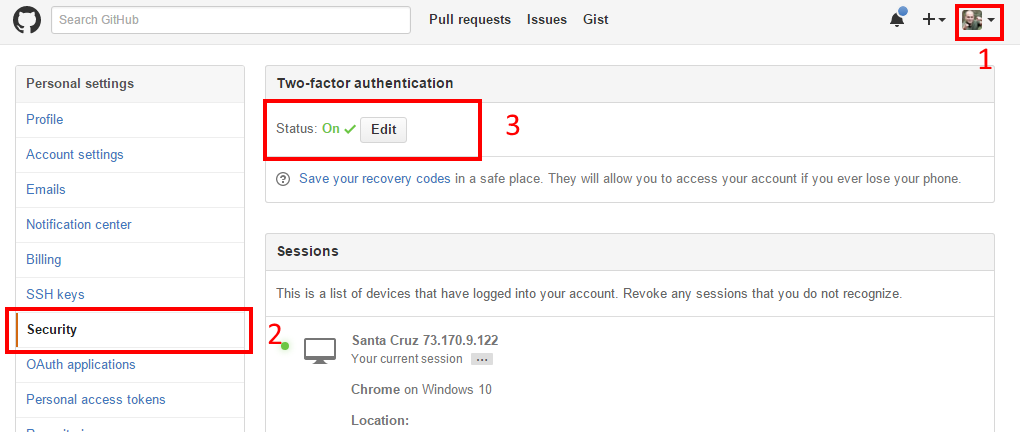 Search GitHub
Pull requests Issues Gist
1
Personal settings
Profile
Account settings
Emails
Notification center
Billing
SSH keys
Security
OAuth applications
Personal access tokens
Two-factor authentication
Status: On Edit
3
Save your recovery codes in a safe place. They will allow you to access your account if you ever lose your phone.
Sessions
This is a list of devices that have logged into your account. Revoke any sessions that you do not recognize.
2
Santa Cruz 73.170.9.122
Your current session ...
Chrome on Windows 10
Location: